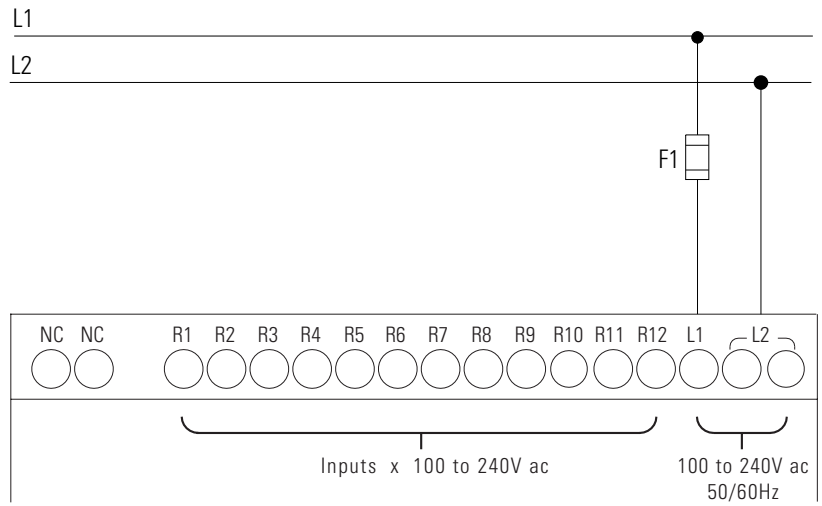 L1
L2
F1
NC NC R1 R2 R3 R4 R5 R6 R7 R8 R9 R10 R11 R12 L1 L2
Inputs x 100 to 240V ac
100 to 240V ac
50/60Hz